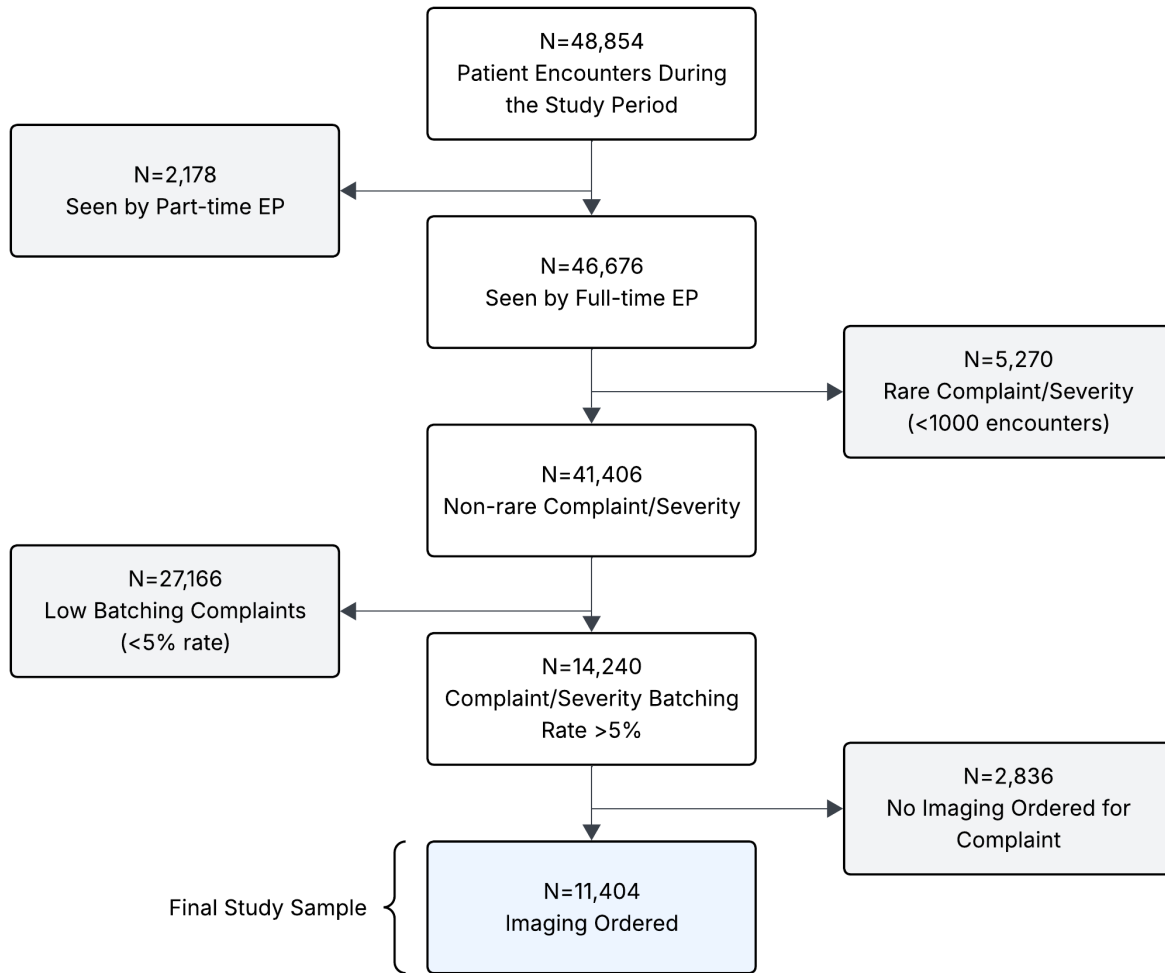 N=48,854
Patient Encounters During
the Study Period
N=2,178
Seen by Part-time EP
N=46,676
Seen by Full-time EP
N=5,270
Rare Complaint/Severity
(<1000 encounters)
N=41,406
Non-rare Complaint/Severity
N=27,166
Low Batching Complaints
(<5% rate)
N=14,240
Complaint/Severity Batching
Rate >5%
N=2,836
No Imaging Ordered for
Complaint
Final Study Sample
N=11,404
Imaging Ordered